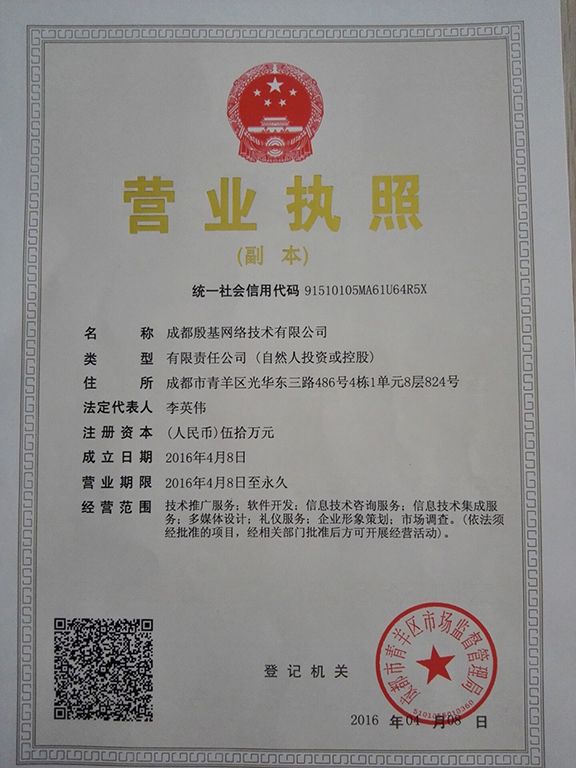 营业执照
(副本)
统一社会信用代码 91510105MA61U64R5X
名称 成都殷基网络技术有限公司
类型 有限责任公司(自然人投资或控股)
住所 成都市青羊区光华东三路486号4栋1单元8层824号
法定代表人 李英伟
注册资本 (人民币)伍拾万元
成立日期 2016年4月8日
营业期限 2016年4月8日至永久
经营范围 技术推广服务；软件开发；信息技术咨询服务；信息技术集成服
务；多媒体设计；礼仪服务；企业形象策划；市场调查。(依法须
经批准的项目，经相关部门批准后方可开展经营活动)。
登记机关
成都市青羊区市场监督管理局
5101055010360
2016 年 04 月 08 日